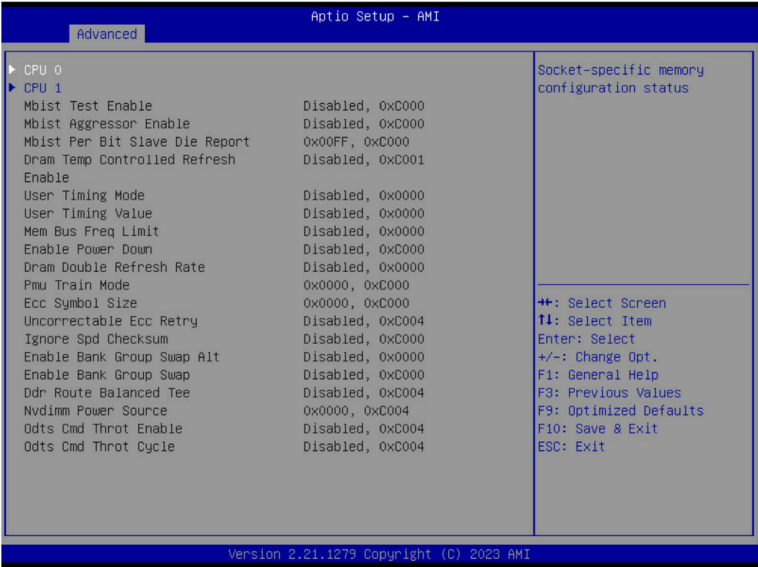 Aptio Setup – AMI
Advanced
▶ CPU 0
▶ CPU 1
Mbist Test Enable Disabled, 0xC000
Mbist Aggressor Enable Disabled, 0xC000
Mbist Per Bit Slave Die Report 0x00FF, 0xC000
Dram Temp Controlled Refresh Disabled, 0xC001
Enable
User Timing Mode Disabled, 0x0000
User Timing Value Disabled, 0x0000
Mem Bus Freq Limit Disabled, 0x0000
Enable Power Down Disabled, 0xC000
Dram Double Refresh Rate Disabled, 0x0000
Pmu Train Mode 0x0000, 0xC000
Ecc Symbol Size 0x0000, 0xC000
Uncorrectable Ecc Retry Disabled, 0xC004
Ignore Spd Checksum Disabled, 0xC000
Enable Bank Group Swap Alt Disabled, 0x0000
Enable Bank Group Swap Disabled, 0xC000
Ddr Route Balanced Tee Disabled, 0xC004
Nvdimm Power Source 0x0000, 0xC004
Odts Cmd Throt Enable Disabled, 0xC004
Odts Cmd Throt Cycle Disabled, 0xC004
Socket-specific memory
configuration status
→←: Select Screen
↑↓: Select Item
Enter: Select
+/-: Change Opt.
F1: General Help
F3: Previous Values
F9: Optimized Defaults
F10: Save & Exit
ESC: Exit
Version 2.21.1279 Copyright (C) 2023 AMI